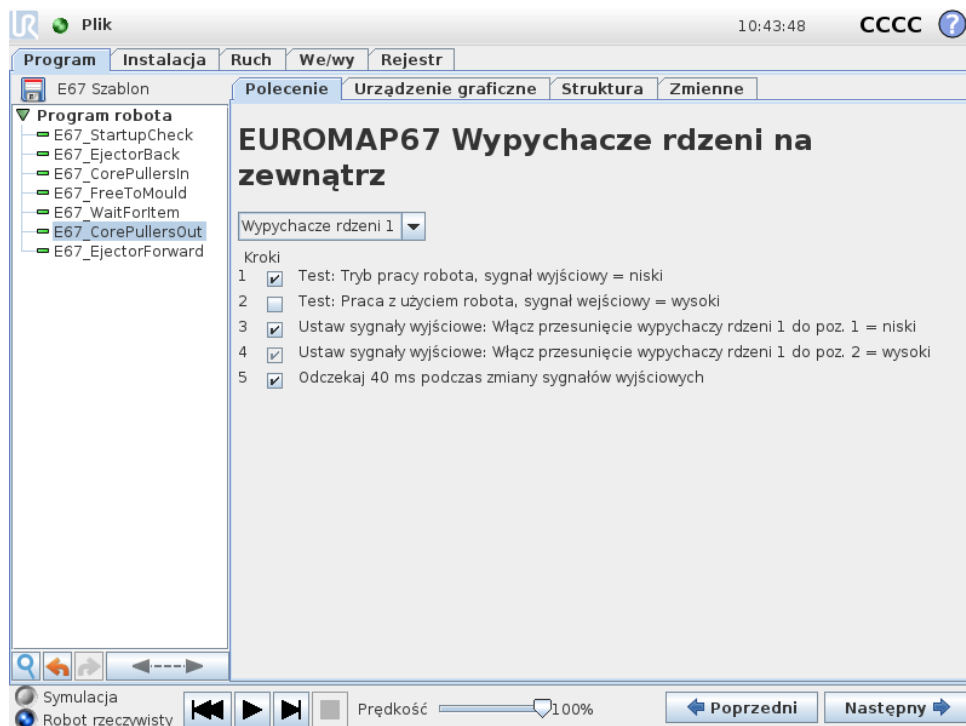 UR Plik 10:43:48 CCCC ?
Program Instalacja Ruch We/wy Rejestr
E67 Szablon
Polecenie Urządzenie graficzne Struktura Zmienne
Program robota
E67_StartupCheck
E67_EjectorBack
E67_CorePullersIn
E67_FreeToMould
E67_WaitForItem
E67_CorePullersOut
E67_EjectorForward
EUROMAP67 Wypychacze rdzeni na
zewnątrz
Wypychacze rdzeni 1
Kroki
1 Test: Tryb pracy robota, sygnał wyjściowy = niski
2 Test: Praca z użyciem robota, sygnał wejściowy = wysoki
3 Ustaw sygnały wyjściowe: Włącz przesunięcie wypychaczy rdzeni 1 do poz. 1 = niski
4 Ustaw sygnały wyjściowe: Włącz przesunięcie wypychaczy rdzeni 1 do poz. 2 = wysoki
5 Odczekaj 40 ms podczas zmiany sygnałów wyjściowych
Symulacja
Robot rzeczywisty
Prędkość 100%
Poprzedni Następny